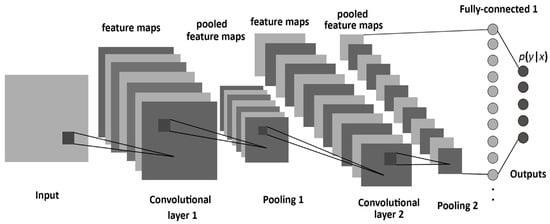 feature maps
pooled
feature maps
feature maps
pooled
feature maps
Fully-connected 1
p(y|x)
Input
Convolutional
layer 1
Pooling 1
Convolutional
layer 2
Pooling 2
Outputs